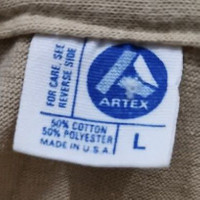 FOR CARE, SEE
REVERSE SIDE
ARTEX
50% COTTON
50% POLYESTER
MADE IN U.S.A.
L